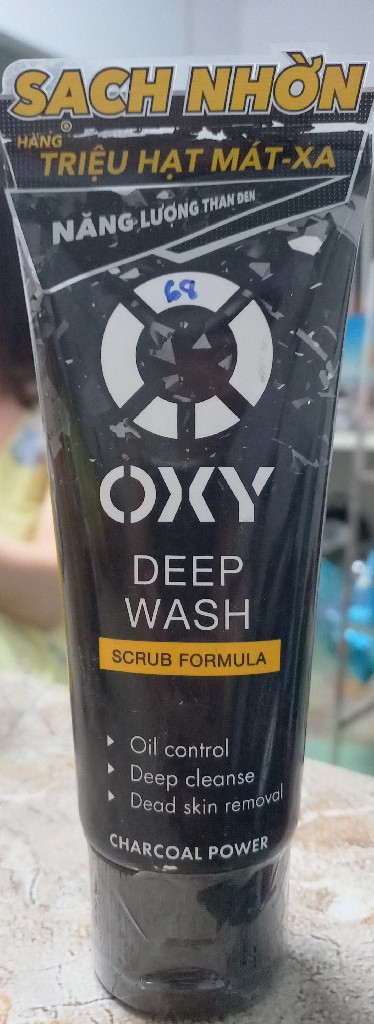 SẠCH NHỜN
HÀNG
TRIỆU HẠT MÁT-XA
NĂNG LƯỢNG THAN ĐEN
68
OXY
DEEP
WASH
SCRUB FORMULA
Oil control
Deep cleanse
Dead skin removal
CHARCOAL POWER